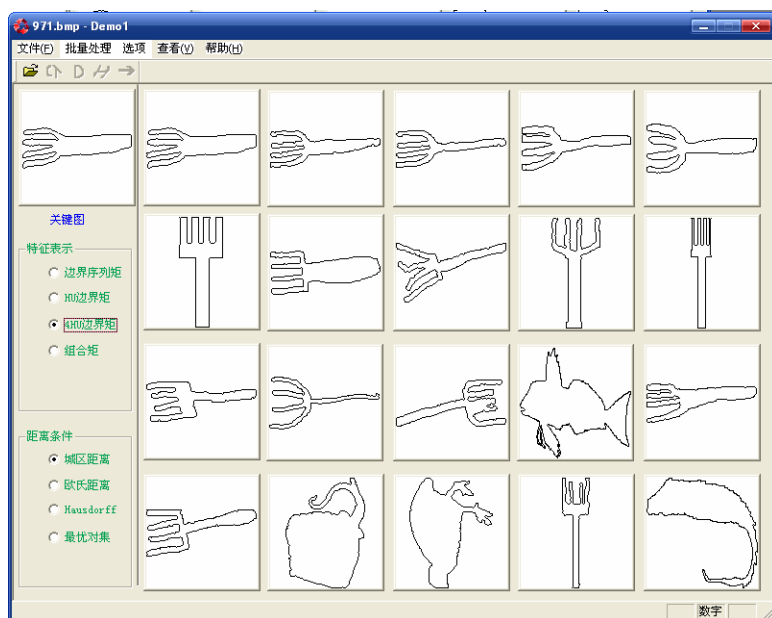 971.bmp - Demo1
文件(F) 批量处理 选项 查看(V) 帮助(H)
关键图
特征表示
边界序列矩
HU边界矩
4HU边界矩
组合矩
距离条件
城区距离
欧氏距离
Hausdorff
最优对集
数字